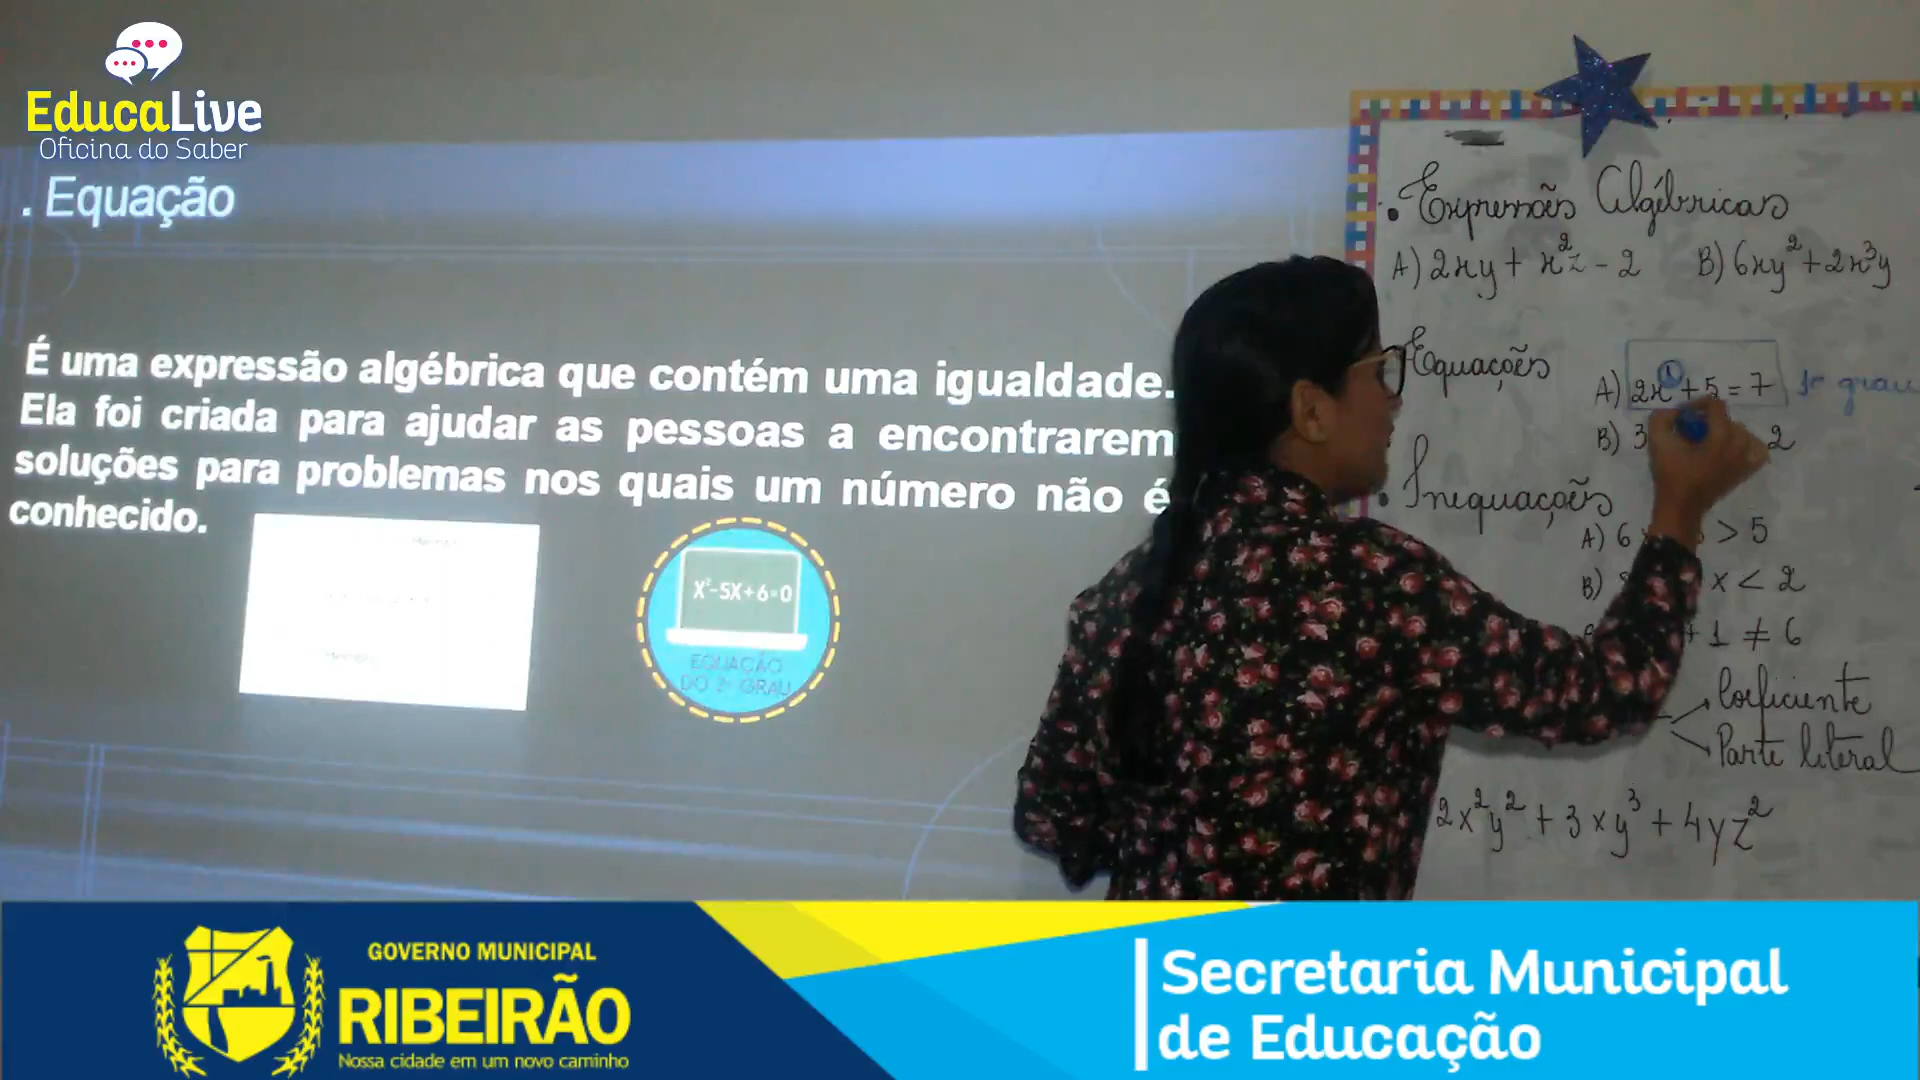 EducaLive
Oficina do Saber
. Equação
É uma expressão algébrica que contém uma igualdade.
Ela foi criada para ajudar as pessoas a encontrarem
soluções para problemas nos quais um número não é
conhecido.
X²-5X+6=0
EQUAÇÃO
DO 2º GRAU
. Expressões Algébricas
A) 2xy + x²z - 2 B) 6xy² + 2x³y
Equações
A) 2x¹ + 5 = 7 1º grau
B) 3 2
. Inequações
A) 6 > 5
B) x < 2
+ 1 ≠ 6
Coeficiente
Parte literal
2x²y² + 3xy³ + 4yz²
GOVERNO MUNICIPAL
RIBEIRÃO
Nossa cidade em um novo caminho
Secretaria Municipal
de Educação